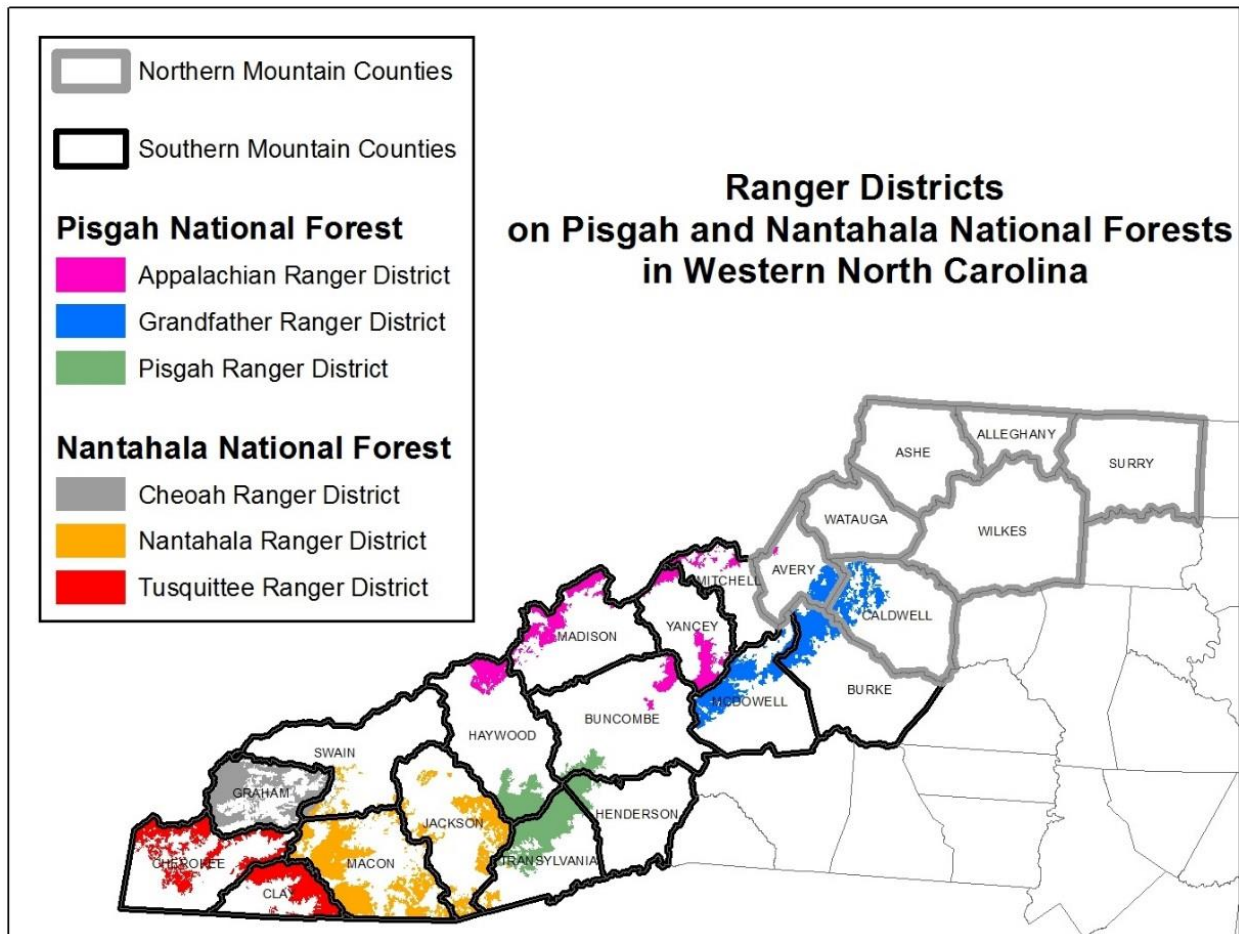 Northern Mountain Counties
Southern Mountain Counties
Pisgah National Forest
Appalachian Ranger District
Grandfather Ranger District
Pisgah Ranger District
Nantahala National Forest
Cheoah Ranger District
Nantahala Ranger District
Tusquittee Ranger District
Ranger Districts
on Pisgah and Nantahala National Forests
in Western North Carolina
ALLEGHANY
ASHE
SURRY
WATAUGA
WILKES
AVERY
MITCHELL
CALDWELL
YANCEY
MADISON
BURKE
MCDOWELL
BUNCOMBE
HAYWOOD
SWAIN
GRAHAM
HENDERSON
JACKSON
TRANSYLVANIA
CHEROKEE
MACON
CLAY